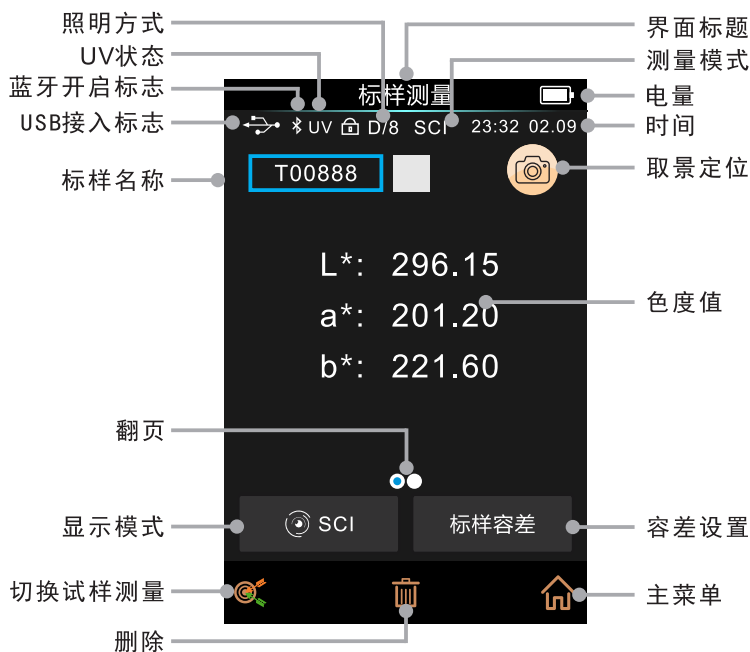 照明方式
UV状态
蓝牙开启标志
USB接入标志
标样名称
翻页
显示模式
切换试样测量
删除
标样测量
UV D/8 SCI 23:32 02.09
T00888
L*: 296.15
a*: 201.20
b*: 221.60
SCI
标样容差
界面标题
测量模式
电量
时间
取景定位
色度值
容差设置
主菜单